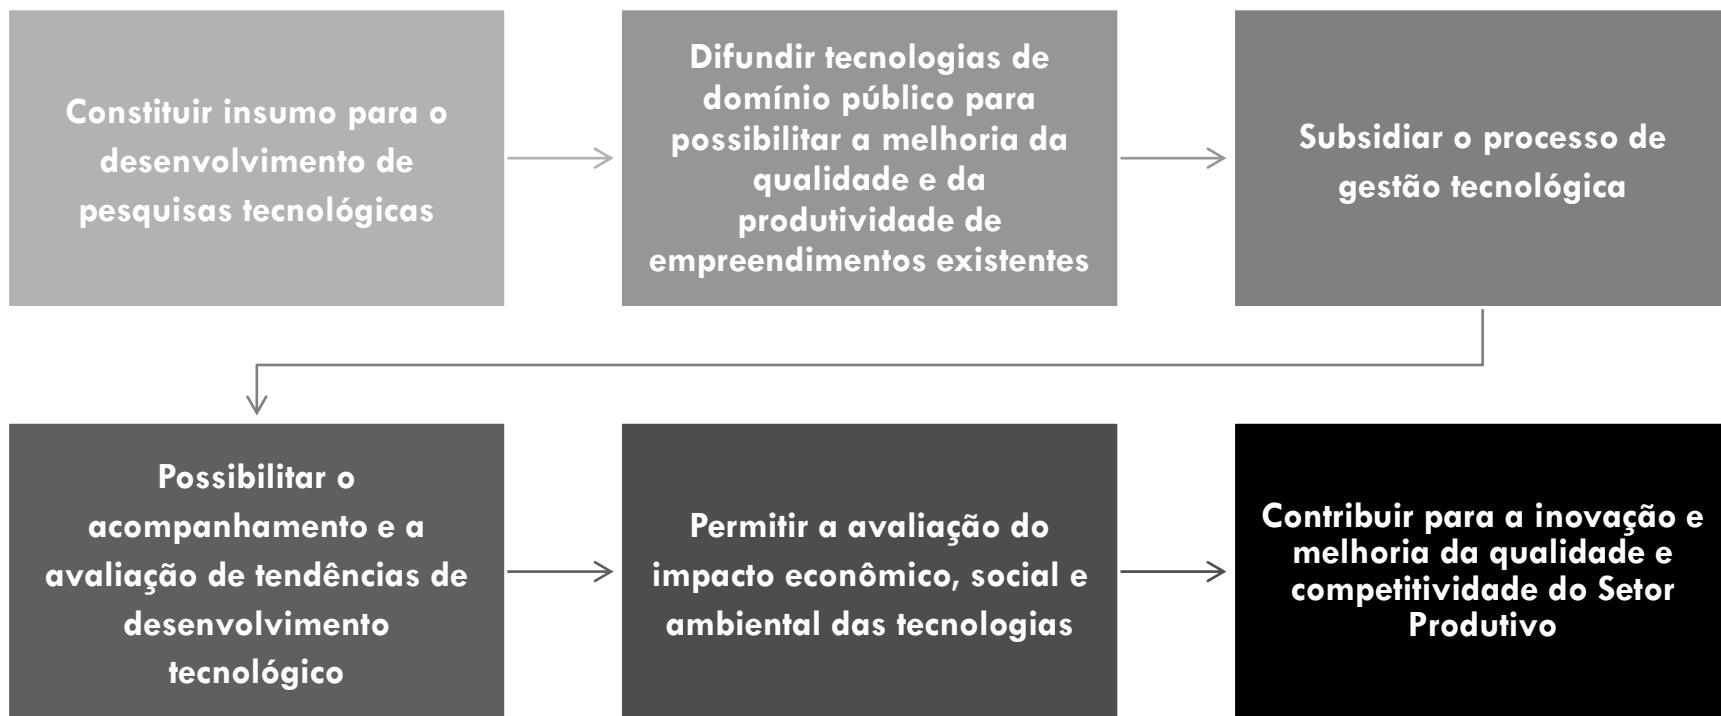 Constituir insumo para o
desenvolvimento de
pesquisas tecnológicas
Difundir tecnologias de
domínio público para
possibilitar a melhoria da
qualidade e da
produtividade de
empreendimentos existentes
Subsidiar o processo de
gestão tecnológica
Possibilitar o
acompanhamento e a
avaliação de tendências de
desenvolvimento
tecnológico
Permitir a avaliação do
impacto econômico, social e
ambiental das tecnologias
Contribuir para a inovação e
melhoria da qualidade e
competitividade do Setor
Produtivo